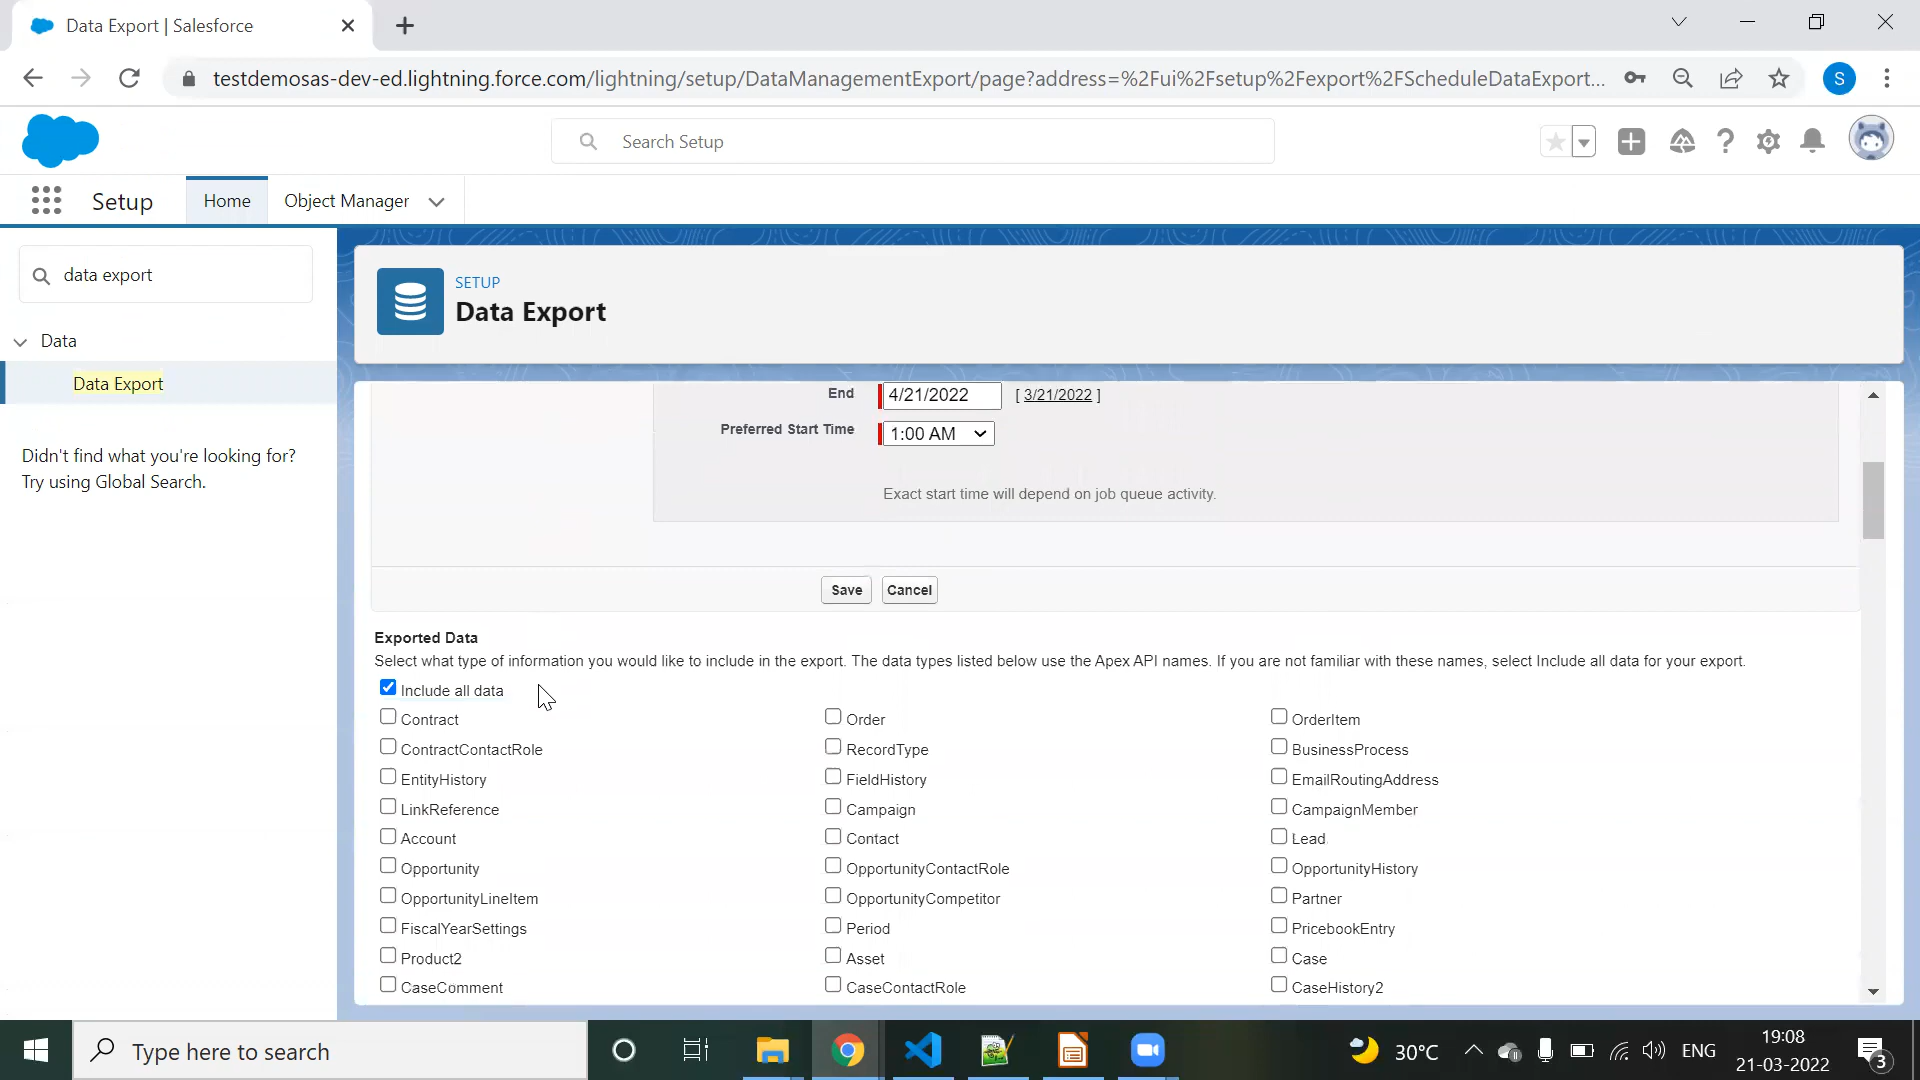 Data Export | Salesforce
testdemosas-dev-ed.lightning.force.com/lightning/setup/DataManagementExport/page?address=%2Fui%2Fsetup%2Fexport%2FScheduleDataExport...
S
Search Setup
Setup
Home
Object Manager
data export
Data
Data Export
Didn't find what you're looking for?
Try using Global Search.
SETUP
Data Export
End 4/21/2022 [ 3/21/2022 ]
Preferred Start Time 1:00 AM
Exact start time will depend on job queue activity.
Save Cancel
Exported Data
Select what type of information you would like to include in the export. The data types listed below use the Apex API names. If you are not familiar with these names, select Include all data for your export.
Include all data
Contract Order OrderItem
ContractContactRole RecordType BusinessProcess
EntityHistory FieldHistory EmailRoutingAddress
LinkReference Campaign CampaignMember
Account Contact Lead
Opportunity OpportunityContactRole OpportunityHistory
OpportunityLineItem OpportunityCompetitor Partner
FiscalYearSettings Period PricebookEntry
Product2 Asset Case
CaseComment CaseContactRole CaseHistory2
Type here to search
30°C
ENG
19:08
21-03-2022
3